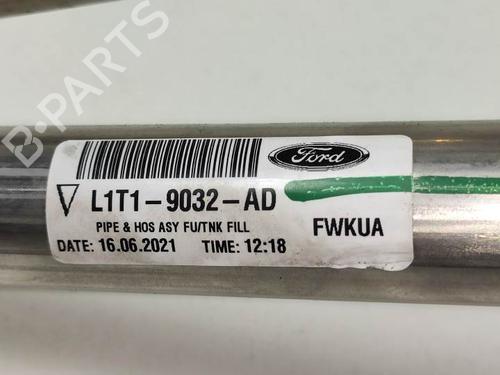 Ford
L1T1-9032-AD
PIPE & HOS ASY FU/TNK FILL
FWKUA
DATE: 16.06.2021 TIME: 12:18
B-PARTS